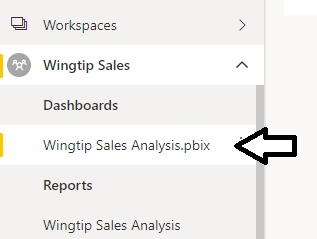 Workspaces
Wingtip Sales
Dashboards
Wingtip Sales Analysis.pbix
Reports
Wingtip Sales Analysis